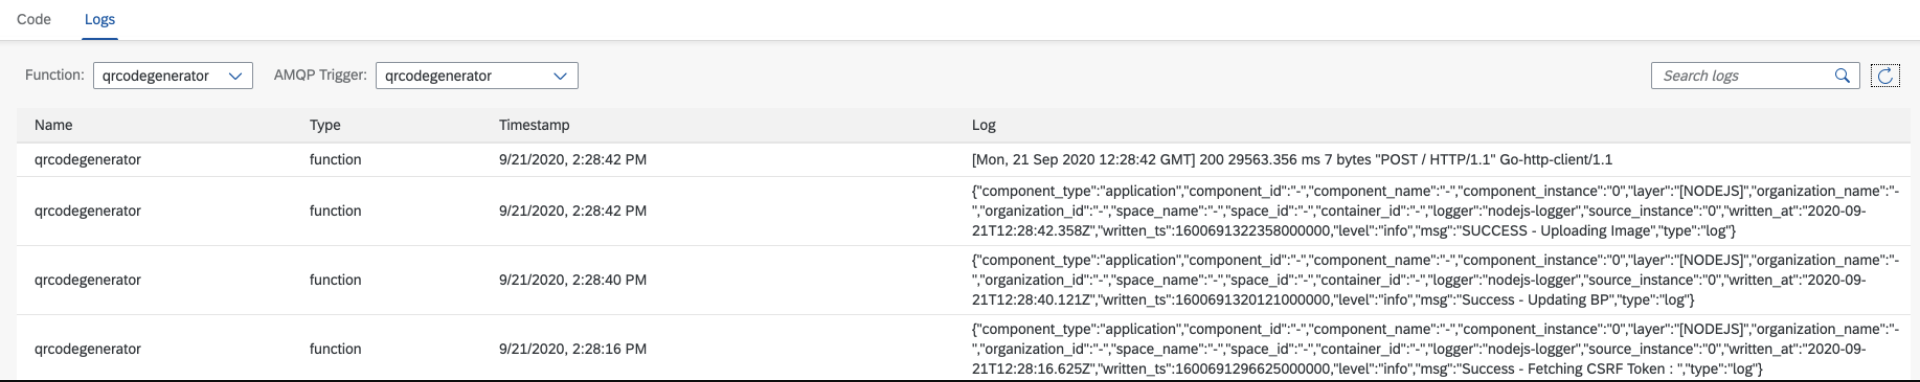 Code Logs
Function: qrcodegenerator AMQP Trigger: qrcodegenerator Search logs
Name Type Timestamp Log
qrcodegenerator function 9/21/2020, 2:28:42 PM [Mon, 21 Sep 2020 12:28:42 GMT] 200 29563.356 ms 7 bytes "POST / HTTP/1.1" Go-http-client/1.1
{"component_type":"application","component_id":"-","component_name":"-","component_instance":"0","layer":"[NODEJS]","organization_name":"-
qrcodegenerator function 9/21/2020, 2:28:42 PM ","organization_id":"-","space_name":"-","space_id":"-","container_id":"-","logger":"nodejs-logger","source_instance":"0","written_at":"2020-09-
21T12:28:42.358Z","written_ts":1600691322358000000,"level":"info","msg":"SUCCESS - Uploading Image","type":"log"}
{"component_type":"application","component_id":"-","component_name":"-","component_instance":"0","layer":"[NODEJS]","organization_name":"-
qrcodegenerator function 9/21/2020, 2:28:40 PM ","organization_id":"-","space_name":"-","space_id":"-","container_id":"-","logger":"nodejs-logger","source_instance":"0","written_at":"2020-09-
21T12:28:40.121Z","written_ts":1600691320121000000,"level":"info","msg":"Success - Updating BP","type":"log"}
{"component_type":"application","component_id":"-","component_name":"-","component_instance":"0","layer":"[NODEJS]","organization_name":"-
qrcodegenerator function 9/21/2020, 2:28:16 PM ","organization_id":"-","space_name":"-","space_id":"-","container_id":"-","logger":"nodejs-logger","source_instance":"0","written_at":"2020-09-
21T12:28:16.625Z","written_ts":1600691296625000000,"level":"info","msg":"Success - Fetching CSRF Token : ","type":"log"}